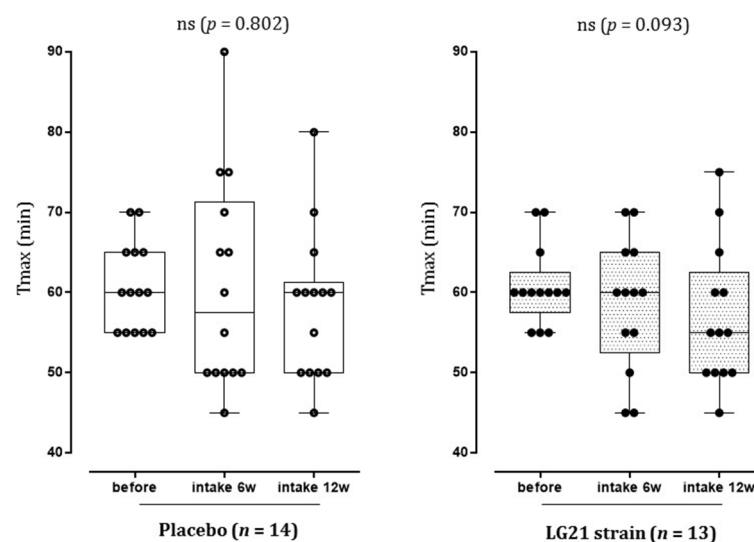 ns (p = 0.802)
90
80
70
60
50
40
Tmax (min)
before
intake 6w
intake 12w
Placebo (n = 14)
ns (p = 0.093)
90
80
70
60
50
40
Tmax (min)
before
intake 6w
intake 12w
LG21 strain (n = 13)